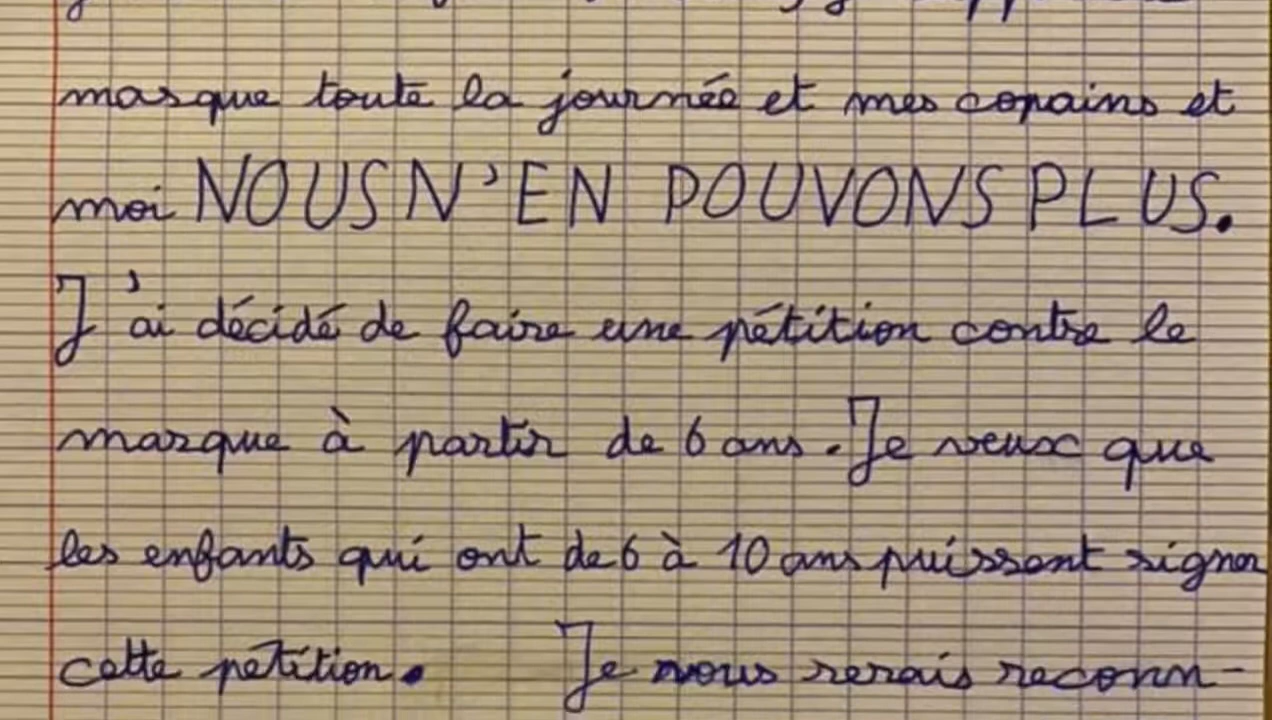 masque toute la journée et mes copains et
moi NOUS N'EN POUVONS PLUS.
J'ai décidé de faire une pétition contre le
masque à partir de 6 ans. Je veux que
les enfants qui ont de 6 à 10 ans puissent signer
cette pétition. Je vous serais reconn-